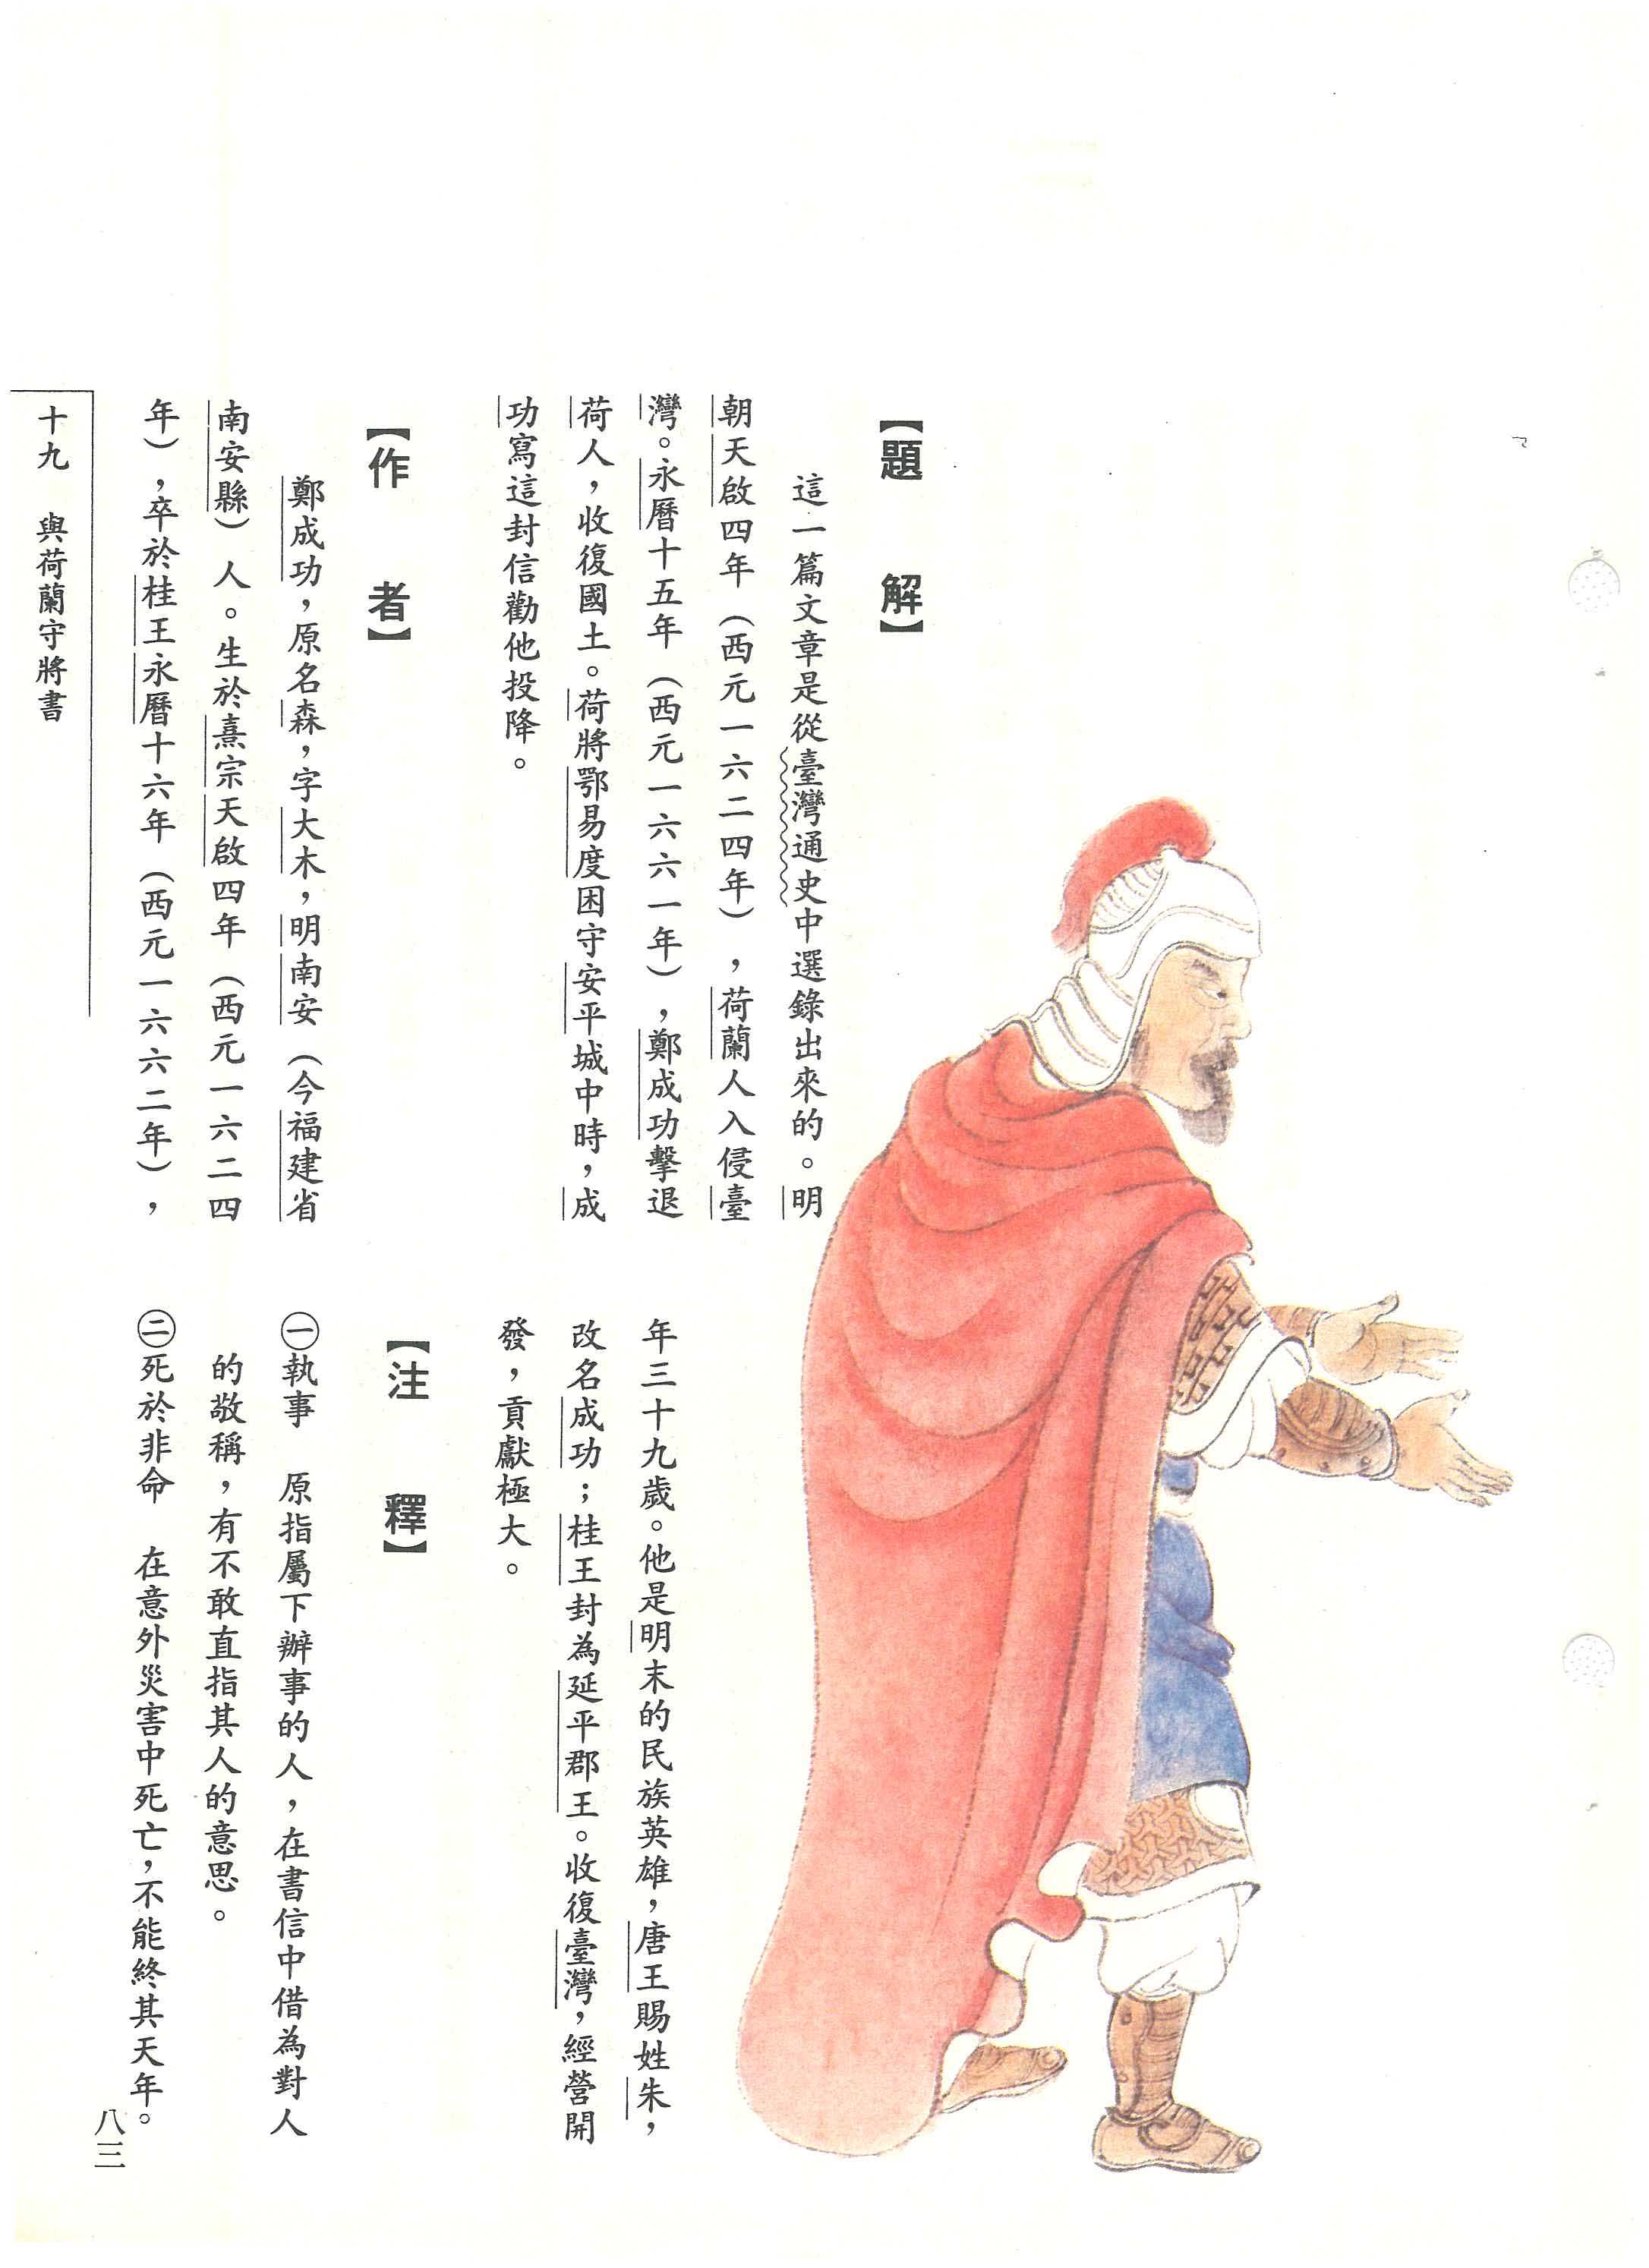 【題解】
這一篇文章是從臺灣通史中選錄出來的。明
朝天啟四年（西元一六二四年），荷蘭人入侵臺
灣。永曆十五年（西元一六六一年），鄭成功擊退
荷人，收復國土。荷將鄂易度困守安平城中時，成
功寫這封信勸他投降。
【作者】
鄭成功，原名森，字大木，明南安（今福建省
南安縣）人。生於熹宗天啟四年（西元一六二四
年），卒於桂王永曆十六年（西元一六六二年），
年三十九歲。他是明末的民族英雄，唐王賜姓朱，
改名成功；桂王封為延平郡王。收復臺灣，經營開
發，貢獻極大。
【注釋】
㊀執事　原指屬下辦事的人，在書信中借為對人
的敬稱，有不敢直指其人的意思。
㊁死於非命　在意外災害中死亡，不能終其天年。
十九　與荷蘭守將書
八三